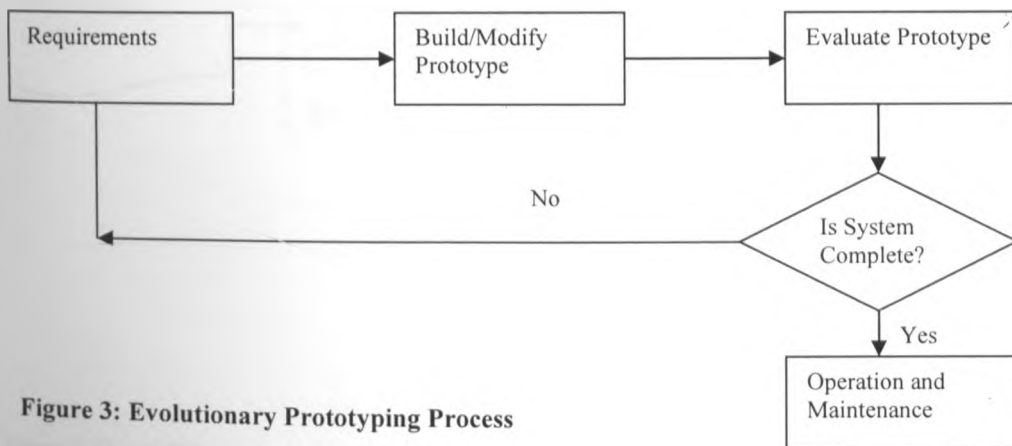 Requirements
Build/Modify
Prototype
Evaluate Prototype
No
Is System
Complete?
Yes
Operation and
Maintenance
Figure 3: Evolutionary Prototyping Process